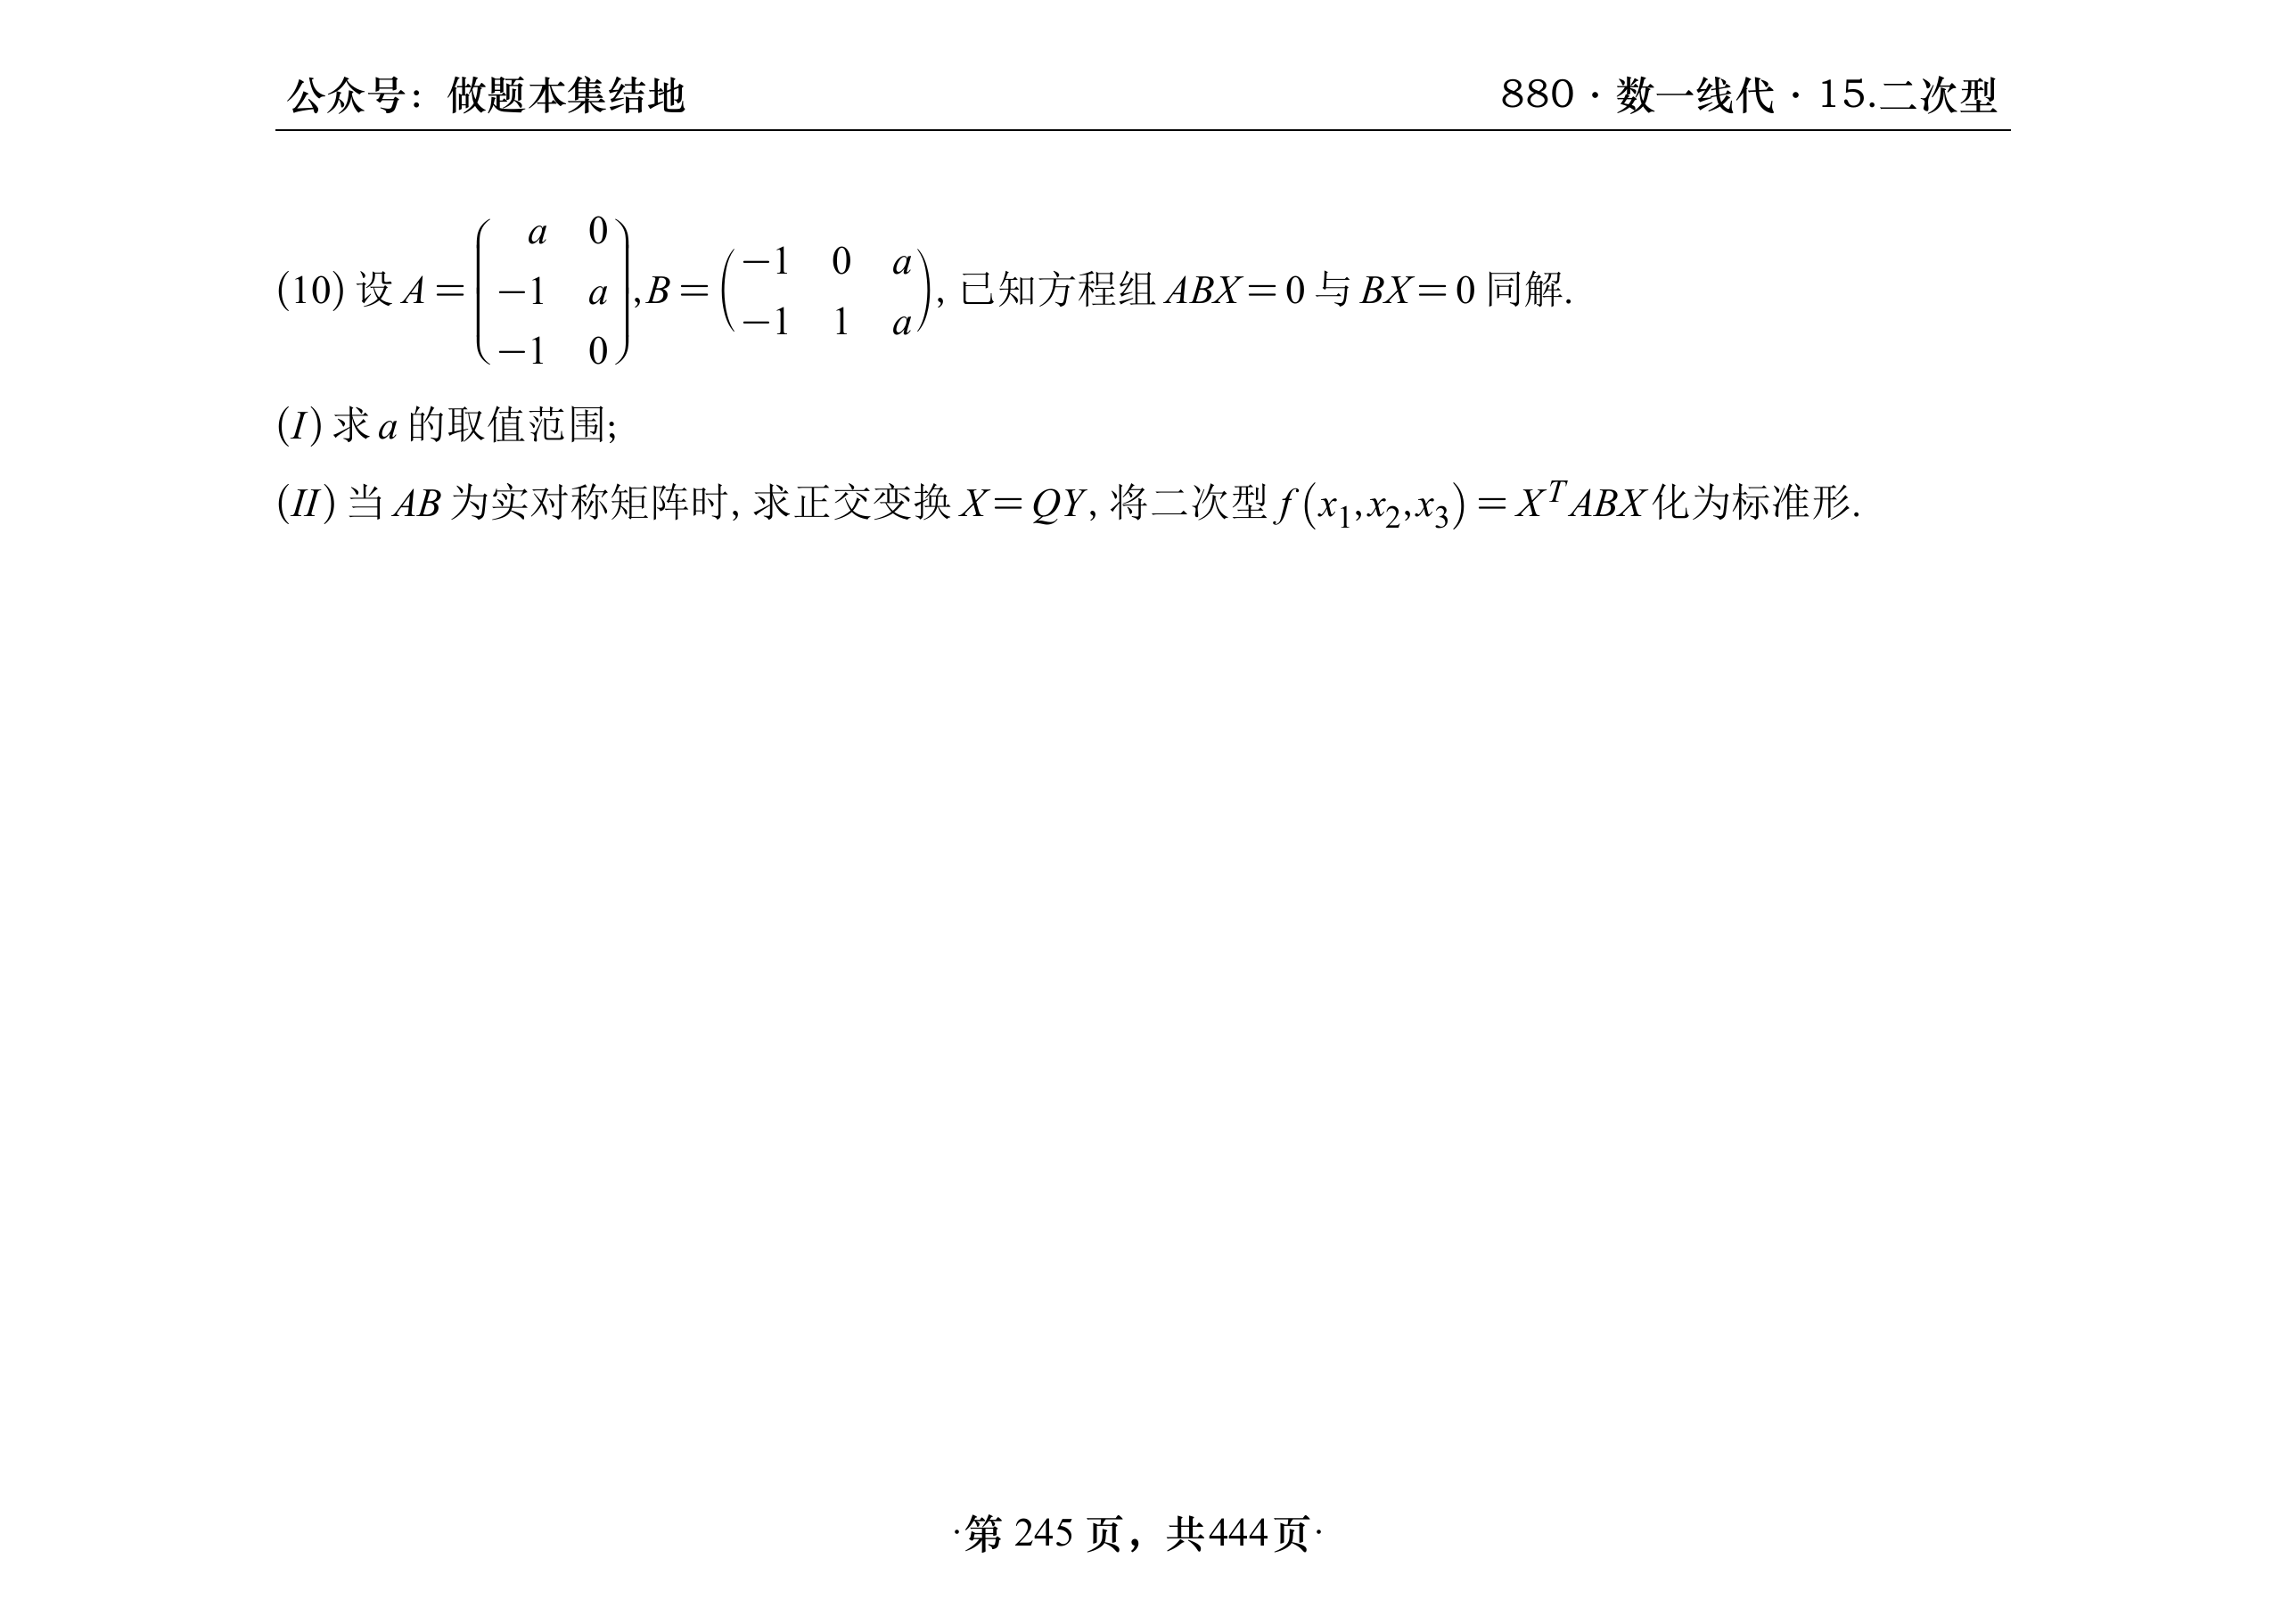 公众号：做题本集结地
880·数一线代·15.二次型
(10) 设 A = \begin{pmatrix} a & 0 \\ -1 & a \\ -1 & 0 \end{pmatrix}, B = \begin{pmatrix} -1 & 0 & a \\ -1 & 1 & a \end{pmatrix}, 已知方程组 ABX = 0 与 BX = 0 同解.
(I) 求 a 的取值范围;
(II) 当 AB 为实对称矩阵时, 求正交变换 X = QY, 将二次型 f(x_1, x_2, x_3) = X^T ABX 化为标准形.
·第 245 页，共444页·